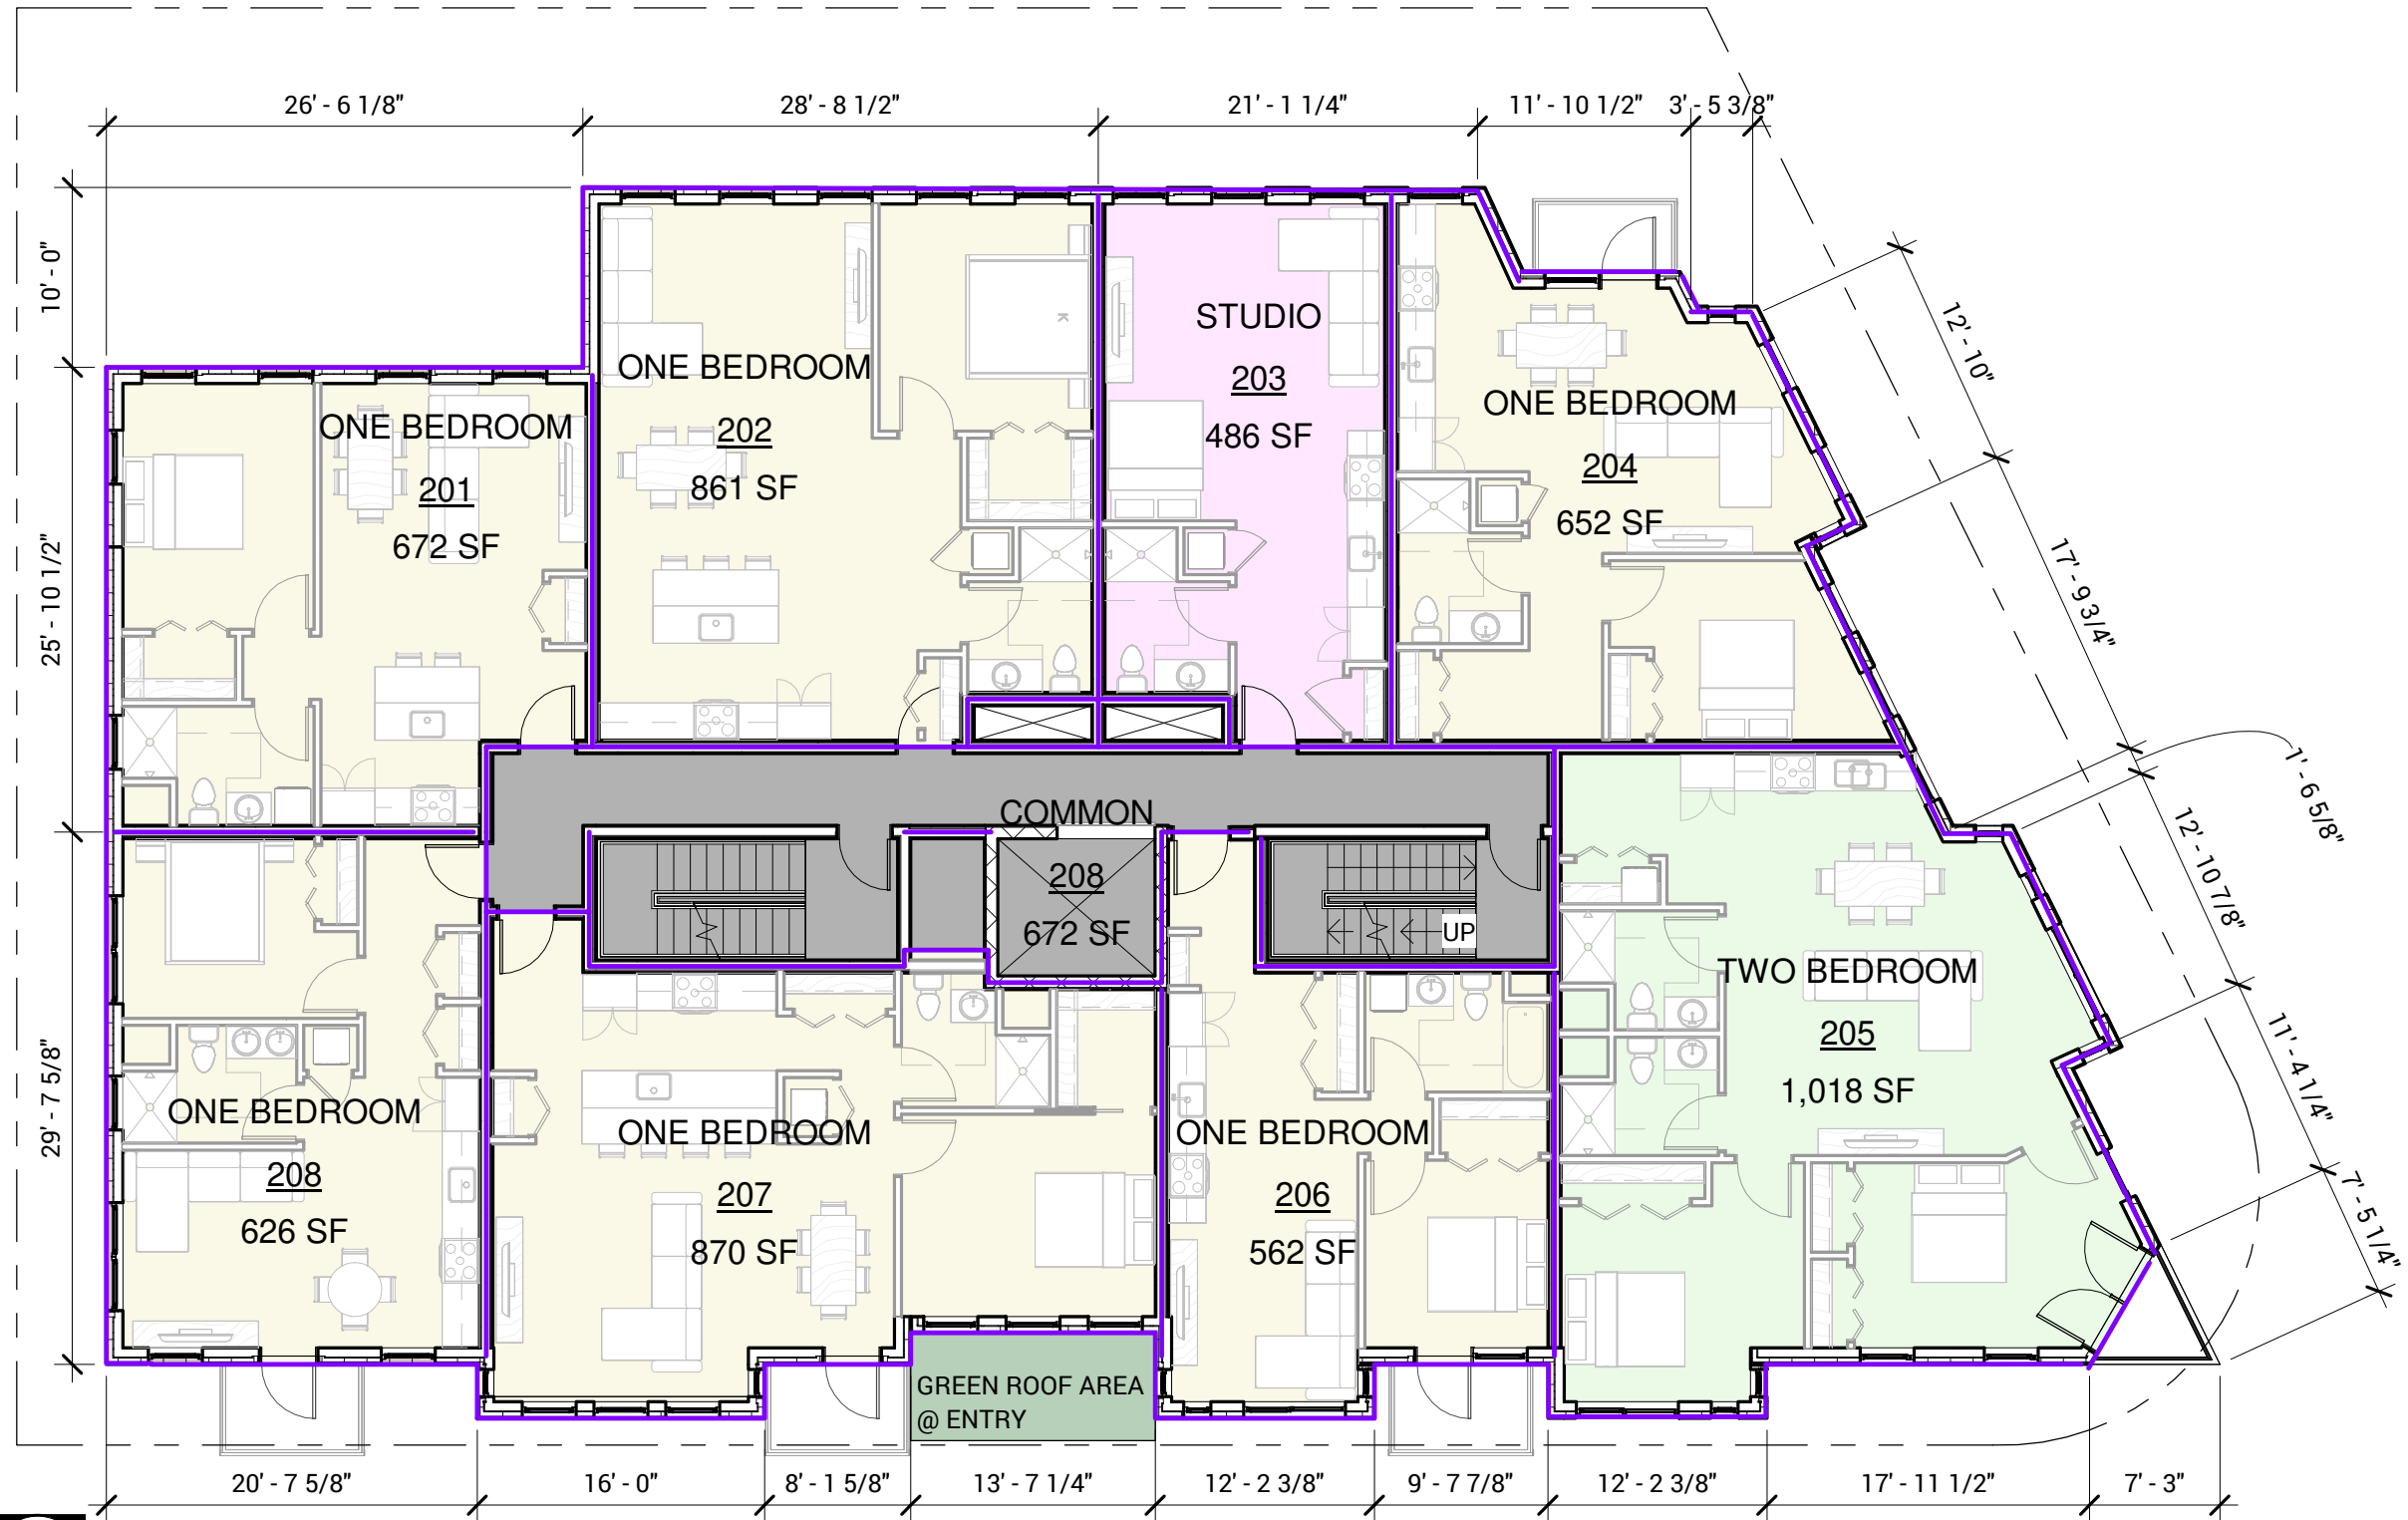 26' - 6 1/8"
28' - 8 1/2"
21' - 1 1/4"
11' - 10 1/2"
3' - 5 3/8"
10' - 0"
25' - 10 1/2"
29' - 7 5/8"
12' - 10"
17' - 9 3/4"
1' - 6 5/8"
12' - 10 7/8"
11' - 4 1/4"
7' - 5 1/4"
ONE BEDROOM
201
672 SF
ONE BEDROOM
202
861 SF
K
STUDIO
203
486 SF
ONE BEDROOM
204
652 SF
COMMON
208
672 SF
UP
TWO BEDROOM
205
1,018 SF
ONE BEDROOM
208
626 SF
ONE BEDROOM
207
870 SF
ONE BEDROOM
206
562 SF
GREEN ROOF AREA
@ ENTRY
20' - 7 5/8"
16' - 0"
8' - 1 5/8"
13' - 7 1/4"
12' - 2 3/8"
9' - 7 7/8"
12' - 2 3/8"
17' - 11 1/2"
7' - 3"